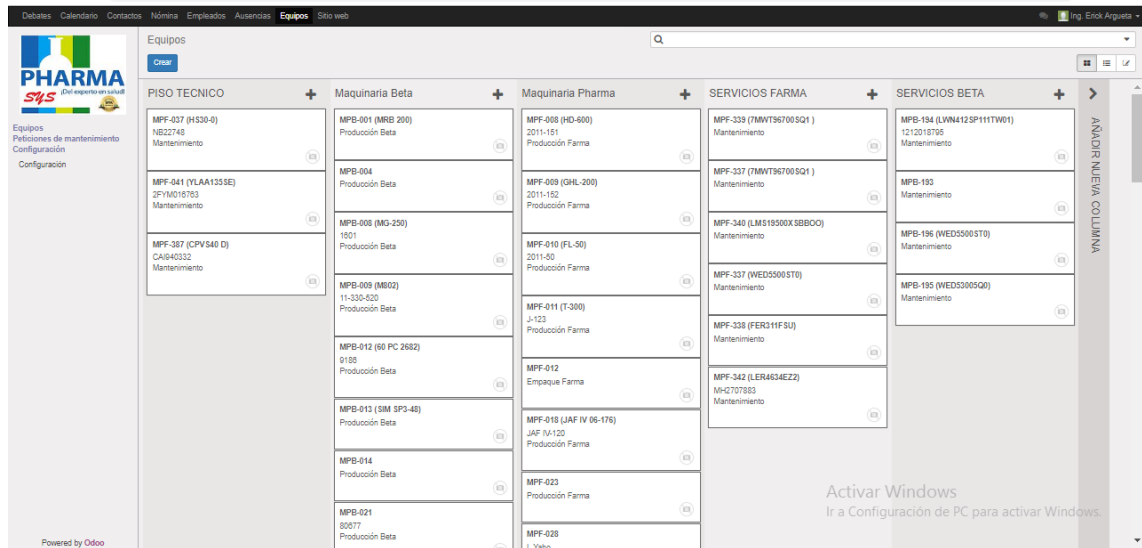 Debates Calendario Contactos Nómina Empleados Ausencias Equipos Sitio web
Ing. Erick Argueta
PHARMA
SYS ¡Del experto en salud!
Equipos
Peticiones de mantenimiento
Configuración
Configuración
Powered by Odoo
Equipos
Crear
PISO TECNICO
MPF-037 (HS30-0)
NB22748
Mantenimiento
MPF-041 (YLAA135SE)
2FYM016763
Mantenimiento
MPF-387 (CPVS40 D)
CAI940332
Mantenimiento
Maquinaria Beta
MPB-001 (MRB 200)
Producción Beta
MPB-004
Producción Beta
MPB-008 (MG-250)
1601
Producción Beta
MPB-009 (M802)
11-330-520
Producción Beta
MPB-012 (60 PC 2682)
9186
Producción Beta
MPB-013 (SIM SP3-48)
Producción Beta
MPB-014
Producción Beta
MPB-021
80677
Producción Beta
Maquinaria Pharma
MPF-008 (HD-600)
2011-151
Producción Farma
MPF-009 (GHL-200)
2011-152
Producción Farma
MPF-010 (FL-50)
2011-50
Producción Farma
MPF-011 (T-300)
J-123
Producción Farma
MPF-012
Empaque Farma
MPF-018 (JAF IV 06-176)
JAF IV-120
Producción Farma
MPF-023
Producción Farma
MPF-028
SERVICIOS FARMA
MPF-339 (7MWT96700SQ1 )
Mantenimiento
MPF-337 (7MWT96700SQ1 )
Mantenimiento
MPF-340 (LMS19500XSBBOO)
Mantenimiento
MPF-337 (WED5500ST0)
Mantenimiento
MPF-338 (FER311FSU)
Mantenimiento
MPF-342 (LER4634EZ2)
MH2707883
Mantenimiento
SERVICIOS BETA
MPB-194 (LWN412SP111TW01)
1212018795
Mantenimiento
MPB-193
Mantenimiento
MPB-196 (WED5500ST0)
Mantenimiento
MPB-195 (WED53005Q0)
Mantenimiento
AÑADIR NUEVA COLUMNA
Activar Windows
Ir a Configuración de PC para activar Windows.